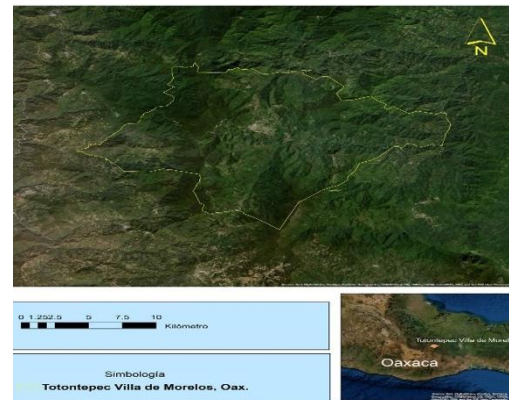 N
0 1.252.5 5 7.5 10
Kilómetro
Simbología
Totontepec Villa de Morelos, Oax.
Totontepec Villa de Morel
Oaxaca